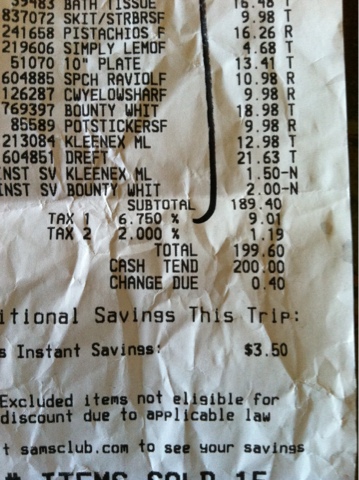 39483 BATH TISSUE 16.48 T
837072 SKIT/STRBRSF 9.98 T
241658 PISTACHIOS F 16.26 R
219606 SIMPLY LEMOF 4.68 T
51070 10" PLATE 13.41 T
604885 SPCH RAVIOLF 10.98 R
126287 CWYELOWSHARF 9.98 R
769397 BOUNTY WHIT 18.98 T
85589 POTSTICKERSF 9.98 R
213084 KLEENEX ML 12.98 T
604851 DREFT 21.63 T
INST SV KLEENEX ML 1.50-N
INST SV BOUNTY WHIT 2.00-N
SUBTOTAL 189.40
TAX 1 6.750 % 9.01
TAX 2 2.000 % 1.19
TOTAL 199.60
CASH TEND 200.00
CHANGE DUE 0.40
itional Savings This Trip:
s Instant Savings: $3.50
Excluded items not eligible for
discount due to applicable law
t samsclub.com to see your savings
# ITEMS SOLD 15